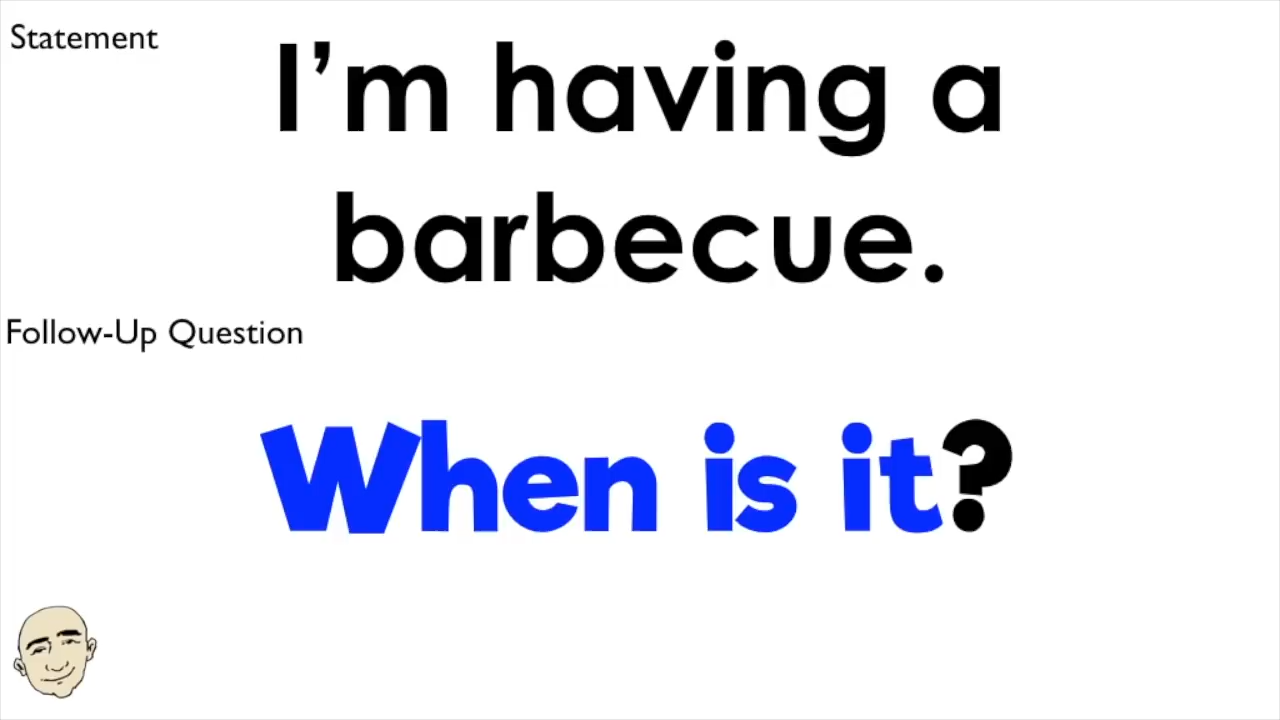 Statement
I’m having a
barbecue.
Follow-Up Question
When is it?